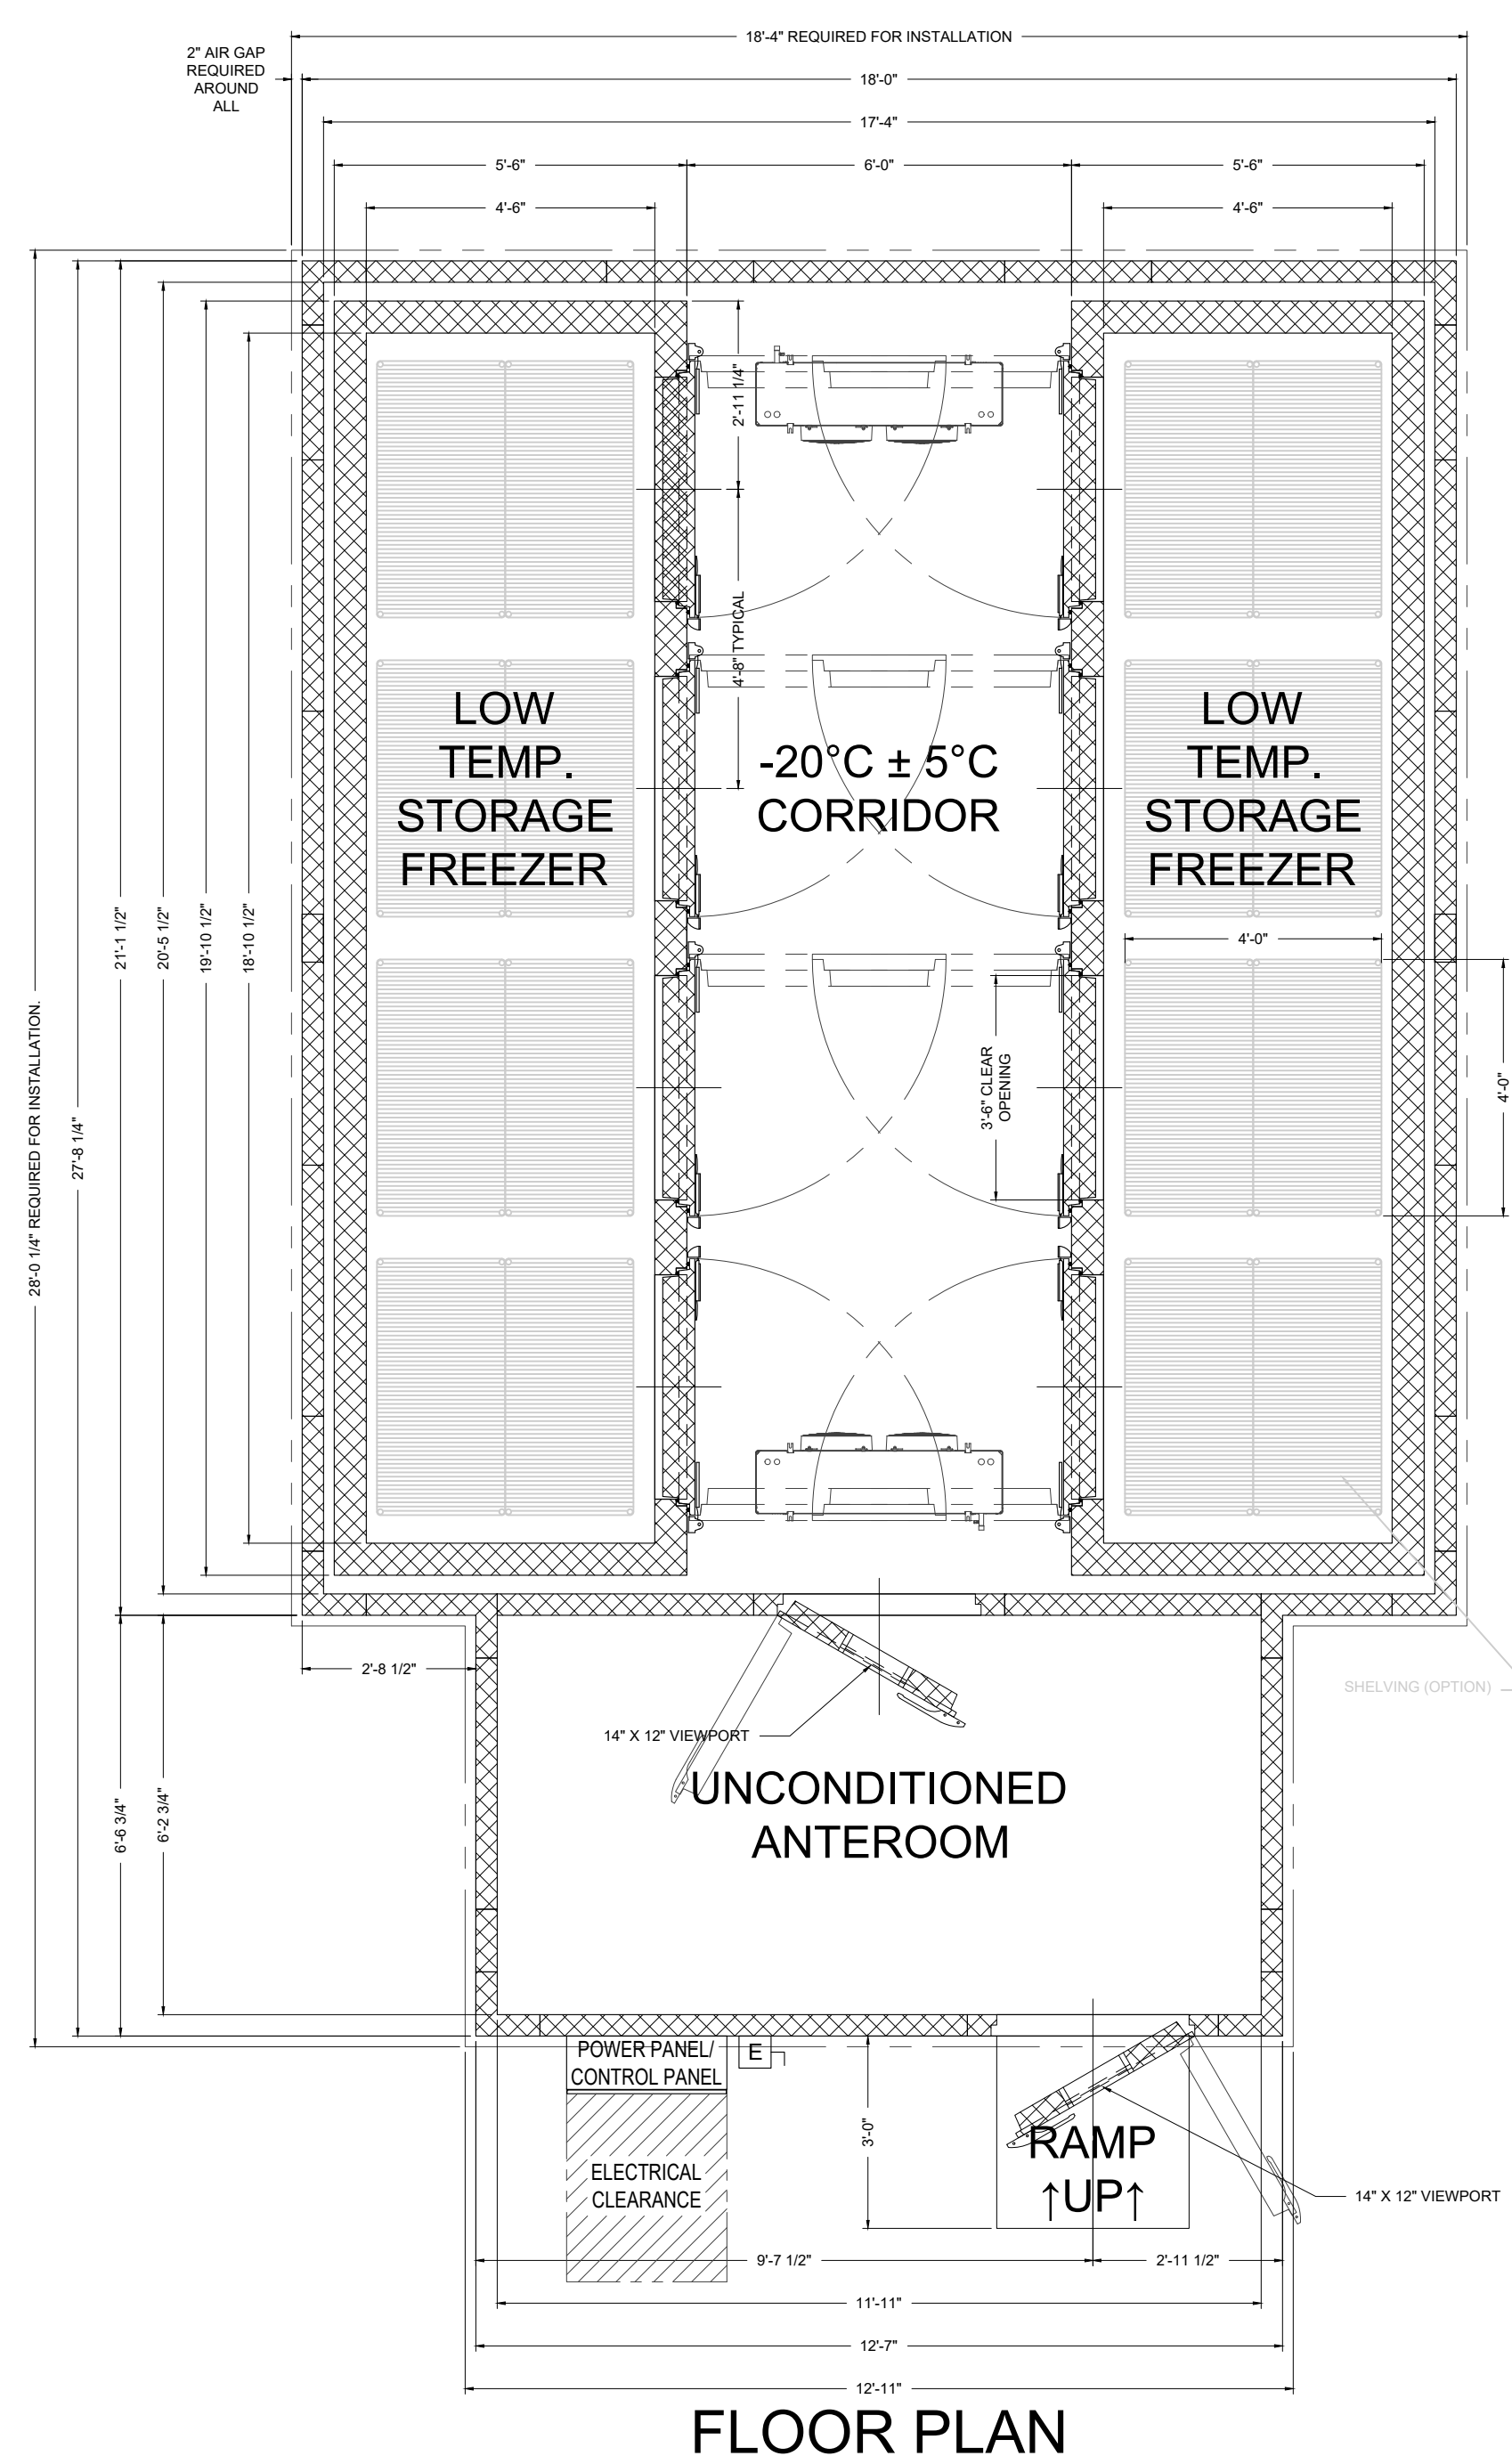 18'-4" REQUIRED FOR INSTALLATION
2" AIR GAP
REQUIRED
AROUND
ALL
18'-0"
17'-4"
5'-6"
6'-0"
5'-6"
4'-6"
4'-6"
2'-11 1/4"
4'-8" TYPICAL
LOW
TEMP.
STORAGE
FREEZER
-20°C ± 5°C
CORRIDOR
LOW
TEMP.
STORAGE
FREEZER
28'-0 1/4" REQUIRED FOR INSTALLATION.
27'-8 1/4"
21'-1 1/2"
20'-5 1/2"
19'-10 1/2"
18'-10 1/2"
4'-0"
3'-6" CLEAR
OPENING
4'-0"
2'-8 1/2"
SHELVING (OPTION)
14" X 12" VIEWPORT
UNCONDITIONED
ANTEROOM
6'-6 3/4"
6'-2 3/4"
POWER PANEL/
CONTROL PANEL
E
ELECTRICAL
CLEARANCE
3'-0"
RAMP
↑UP↑
14" X 12" VIEWPORT
9'-7 1/2"
2'-11 1/2"
11'-11"
12'-7"
12'-11"
FLOOR PLAN